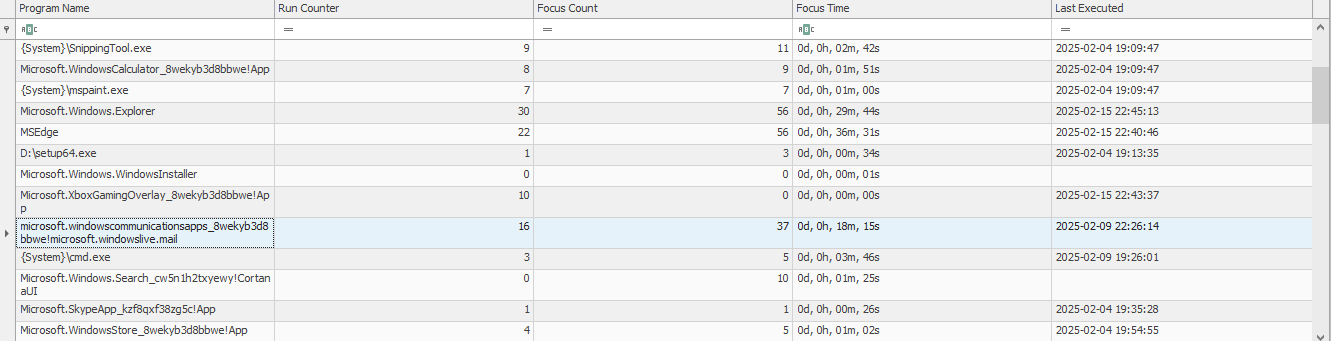 Program Name Run Counter Focus Count Focus Time Last Executed
ABC = = ABC =
{System}\SnippingTool.exe 9 11 0d, 0h, 02m, 42s 2025-02-04 19:09:47
Microsoft.WindowsCalculator_8wekyb3d8bbwe!App 8 9 0d, 0h, 01m, 51s 2025-02-04 19:09:47
{System}\mspaint.exe 7 7 0d, 0h, 01m, 00s 2025-02-04 19:09:47
Microsoft.Windows.Explorer 30 56 0d, 0h, 29m, 44s 2025-02-15 22:45:13
MSEdge 22 56 0d, 0h, 36m, 31s 2025-02-15 22:40:46
D:\setup64.exe 1 3 0d, 0h, 00m, 34s 2025-02-04 19:13:35
Microsoft.Windows.WindowsInstaller 0 0 0d, 0h, 00m, 01s
Microsoft.XboxGamingOverlay_8wekyb3d8bbwe!Ap 10 0 0d, 0h, 00m, 00s 2025-02-15 22:43:37
p
microsoft.windowscommunicationsapps_8wekyb3d8 16 37 0d, 0h, 18m, 15s 2025-02-09 22:26:14
bbwe!microsoft.windowslive.mail
{System}\cmd.exe 3 5 0d, 0h, 03m, 46s 2025-02-09 19:26:01
Microsoft.Windows.Search_cw5n1h2txyewy!Cortan 0 10 0d, 0h, 01m, 25s
aUI
Microsoft.SkypeApp_kzf8qxf38zg5c!App 1 1 0d, 0h, 00m, 26s 2025-02-04 19:35:28
Microsoft.WindowsStore_8wekyb3d8bbwe!App 4 5 0d, 0h, 01m, 02s 2025-02-04 19:54:55